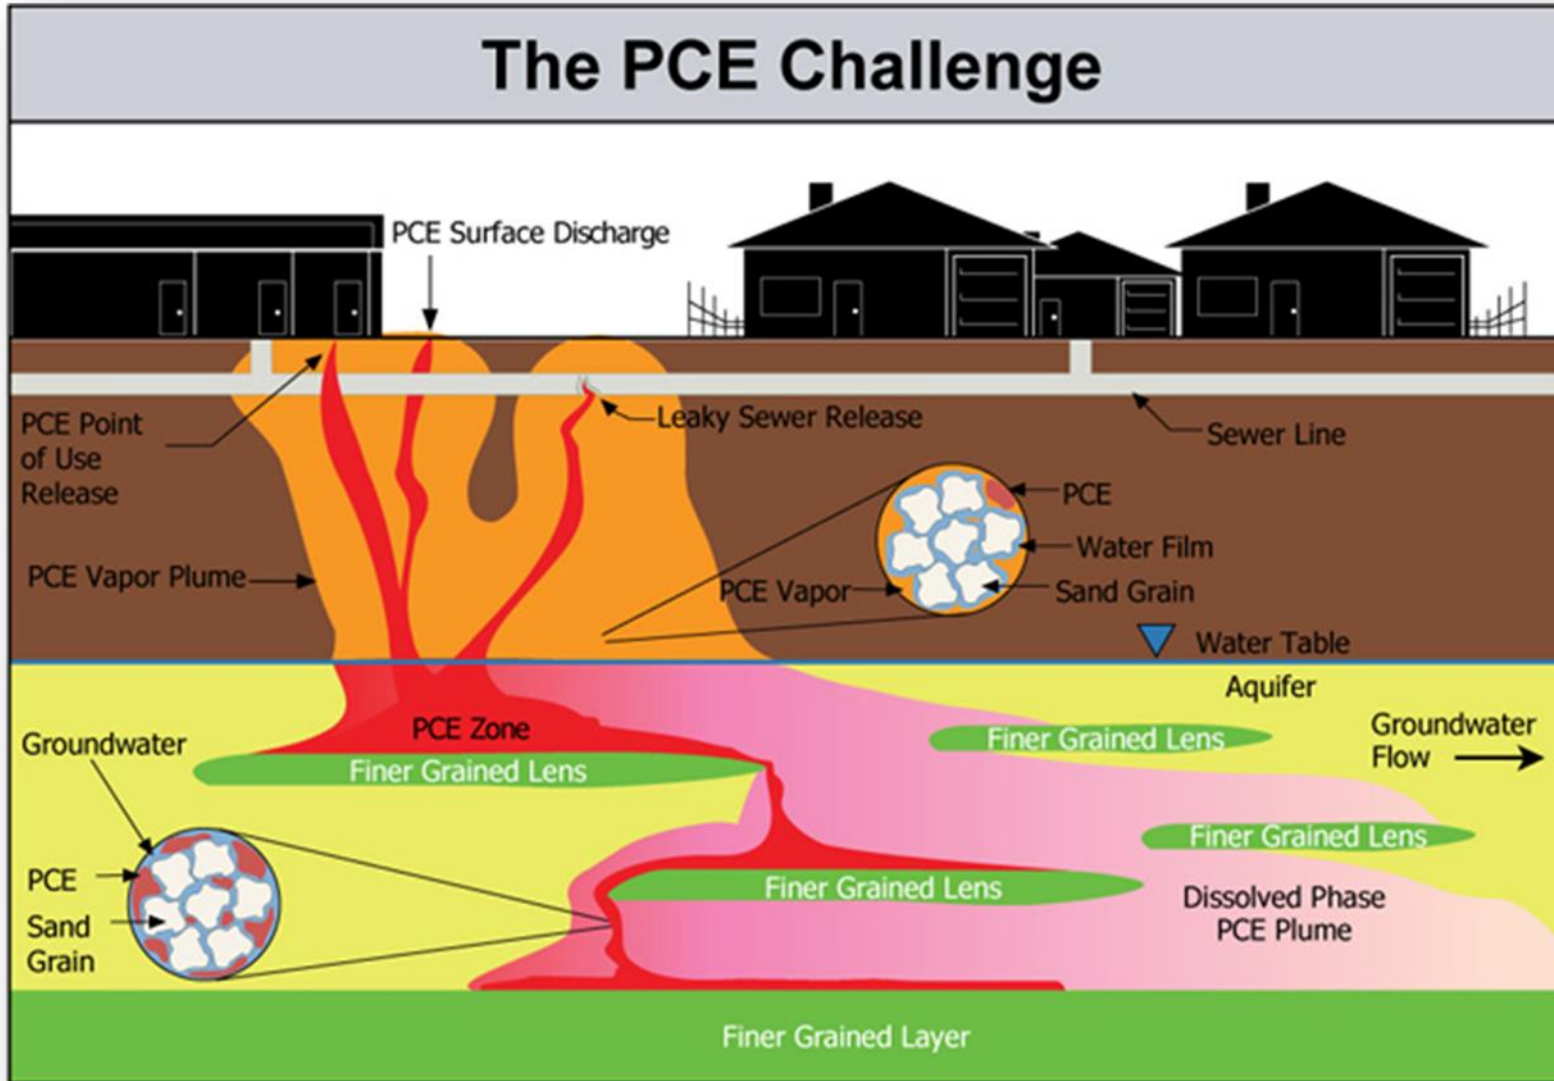 The PCE Challenge
PCE Surface Discharge
PCE Point
of Use
Release
Leaky Sewer Release
Sewer Line
PCE
Water Film
PCE Vapor Plume
PCE Vapor
Sand Grain
Water Table
Aquifer
Groundwater
Flow
PCE Zone
Finer Grained Lens
Groundwater
Finer Grained Lens
Finer Grained Lens
PCE
Finer Grained Lens
Sand
Grain
Dissolved Phase
PCE Plume
Finer Grained Layer